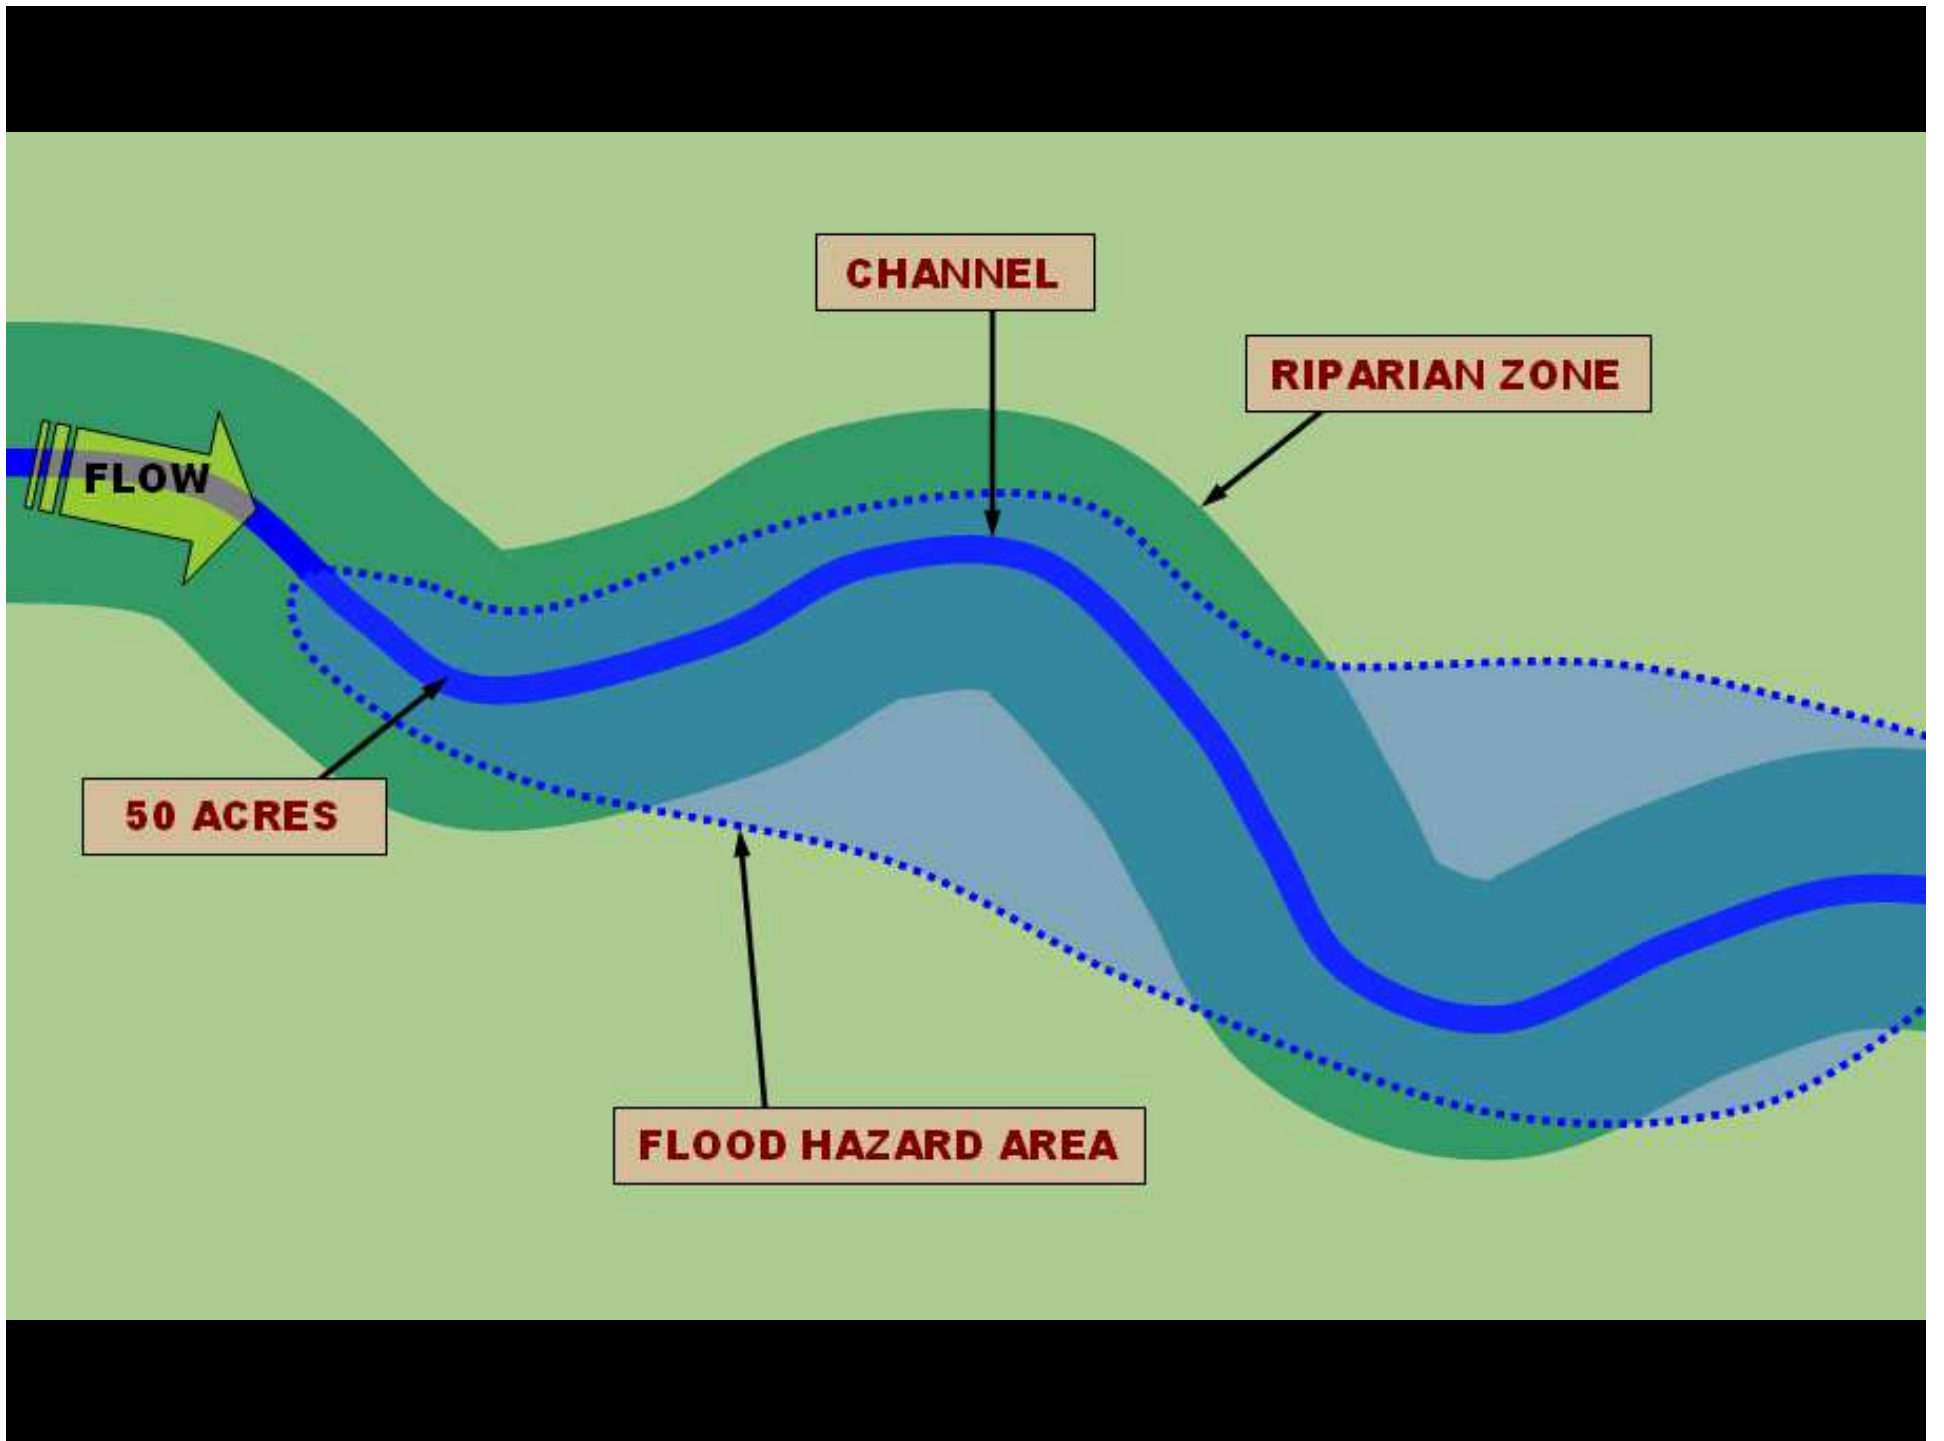 CHANNEL
RIPARIAN ZONE
FLOW
50 ACRES
FLOOD HAZARD AREA